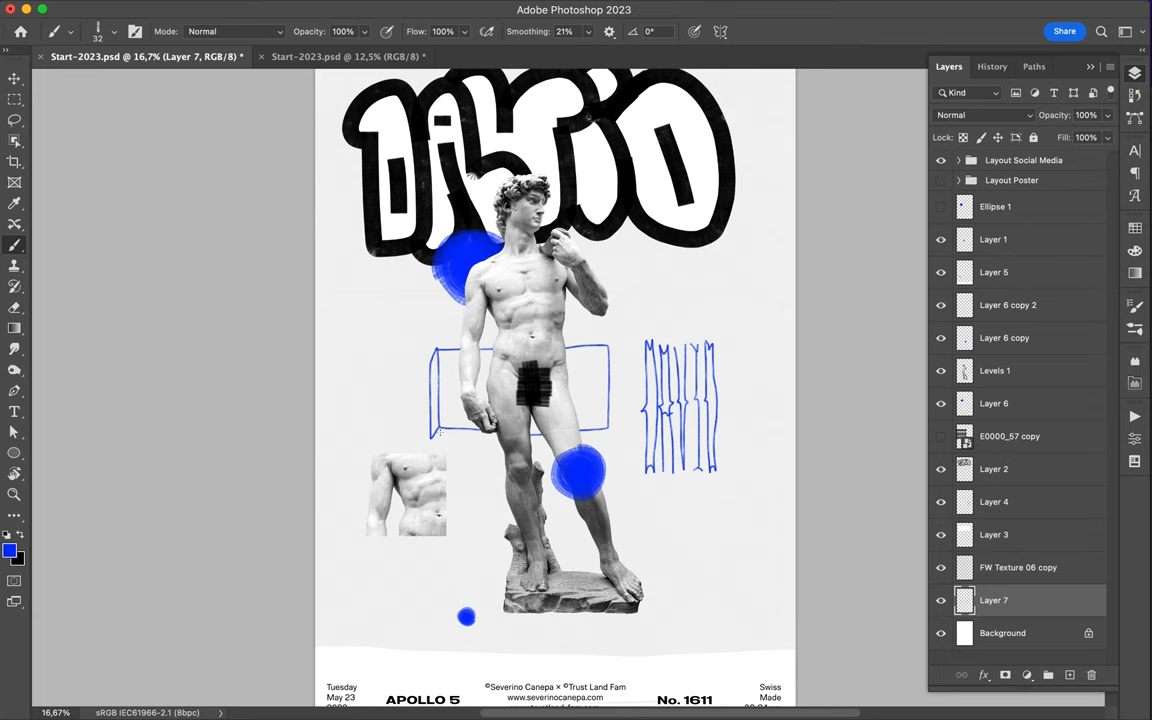 Adobe Photoshop 2023
32
Mode: Normal
Opacity: 100%
Flow: 100%
Smoothing: 21%
0°
Share
× Start-2023.psd @ 16,7% (Layer 7, RGB/8) *
× Start-2023.psd @ 12,5% (RGB/8) *
Layers
History
Paths
Kind
Normal
Opacity: 100%
Lock:
Fill: 100%
Layout Social Media
Layout Poster
Ellipse 1
Layer 1
Layer 5
Layer 6 copy 2
Layer 6 copy
Levels 1
Layer 6
E0000_57 copy
Layer 2
Layer 4
Layer 3
FW Texture 06 copy
Layer 7
Background
Tuesday
May 23
APOLLO 5
©Severino Canepa × ©Trust Land Fam
www.severinocanepa.com
No. 1611
Swiss
Made
16,67%
sRGB IEC61966-2.1 (8bpc)